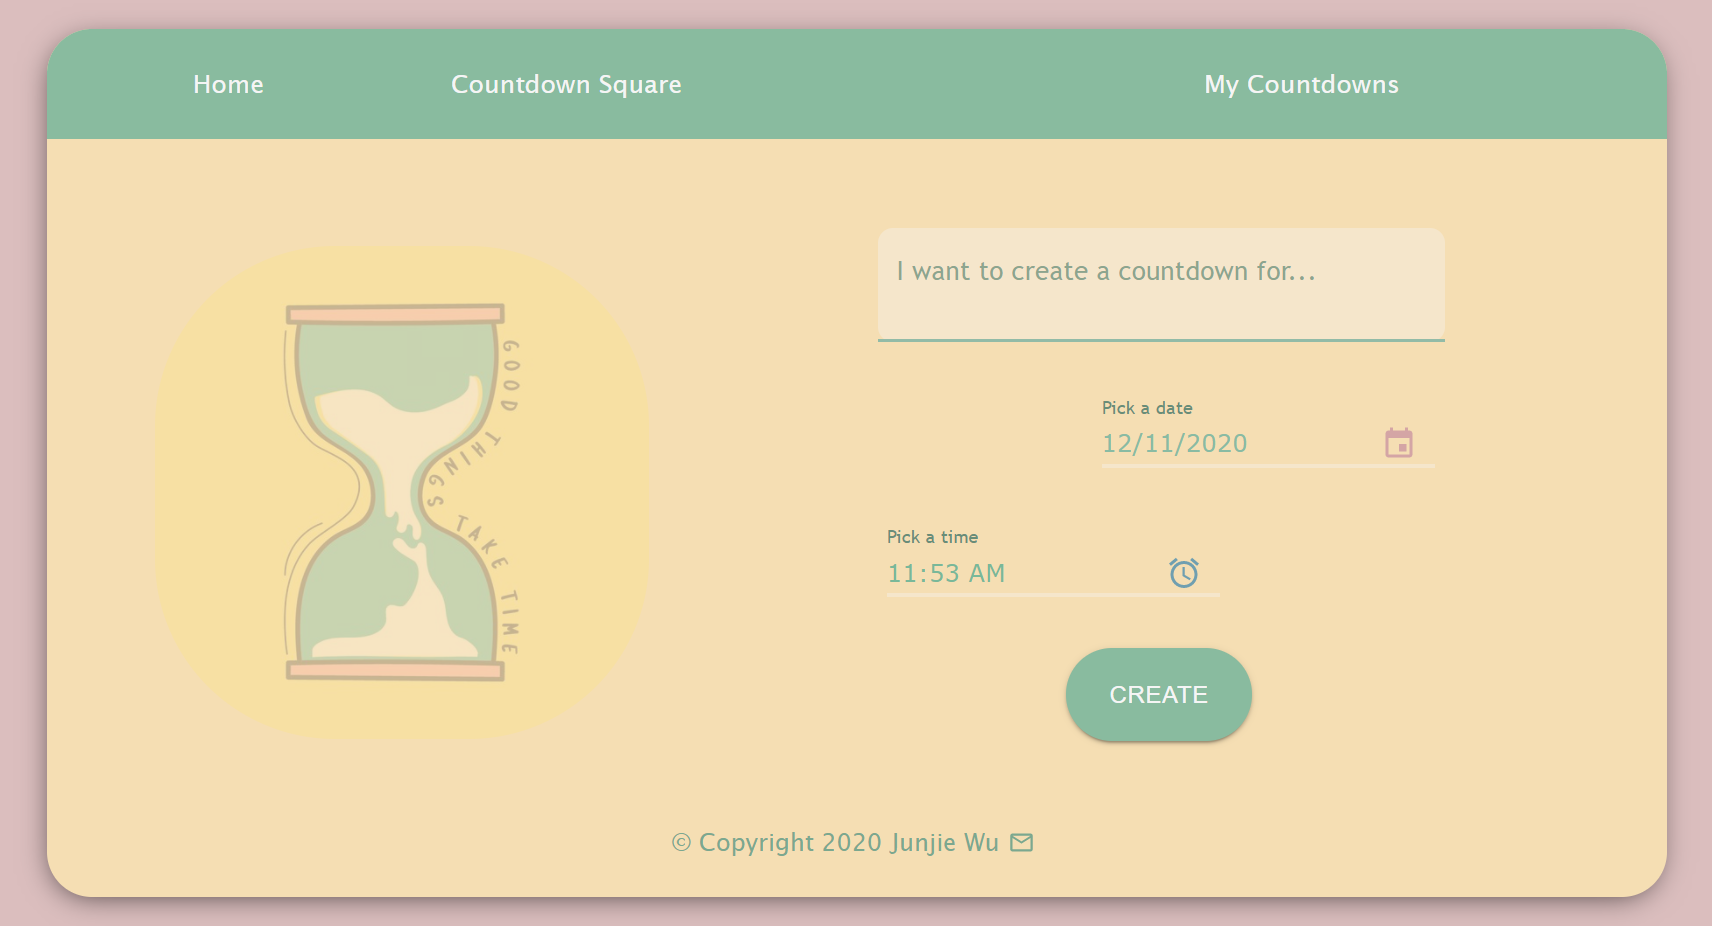 Home
Countdown Square
My Countdowns
I want to create a countdown for...
GOOD THINGS TAKE TIME
Pick a date
12/11/2020
Pick a time
11:53 AM
CREATE
© Copyright 2020 Junjie Wu